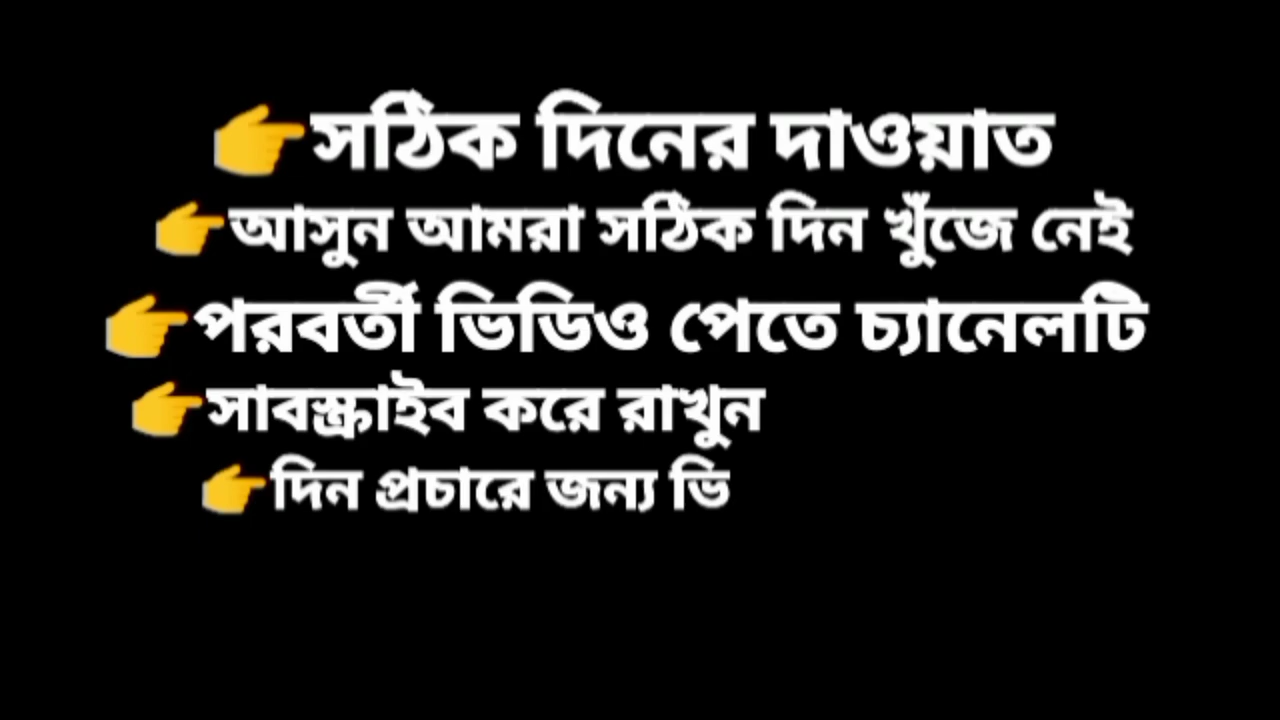 👉সঠিক দিনের দাওয়াত
👉আসুন আমরা সঠিক দিন খুঁজে নেই
👉পরবর্তী ভিডিও পেতে চ্যানেলটি
👉সাবস্ক্রাইব করে রাখুন
👉দিন প্রচারে জন্য ভি